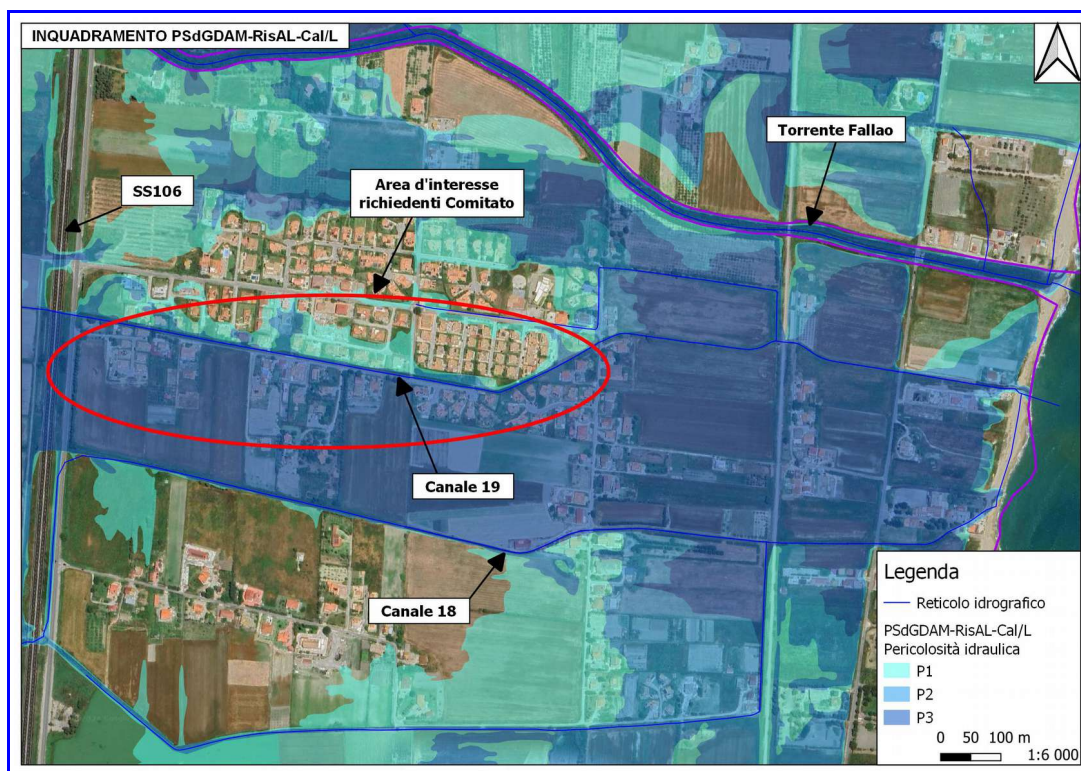 INQUADRAMENTO PSdGDAM-RisAL-Cal/L
Torrente Fallao
SS106
Area d'interesse
richiedenti Comitato
Canale 19
Canale 18
Legenda
Reticolo idrografico
PSdGDAM-RisAL-Cal/L
Pericolosità idraulica
P1
P2
P3
0 50 100 m
1:6 000